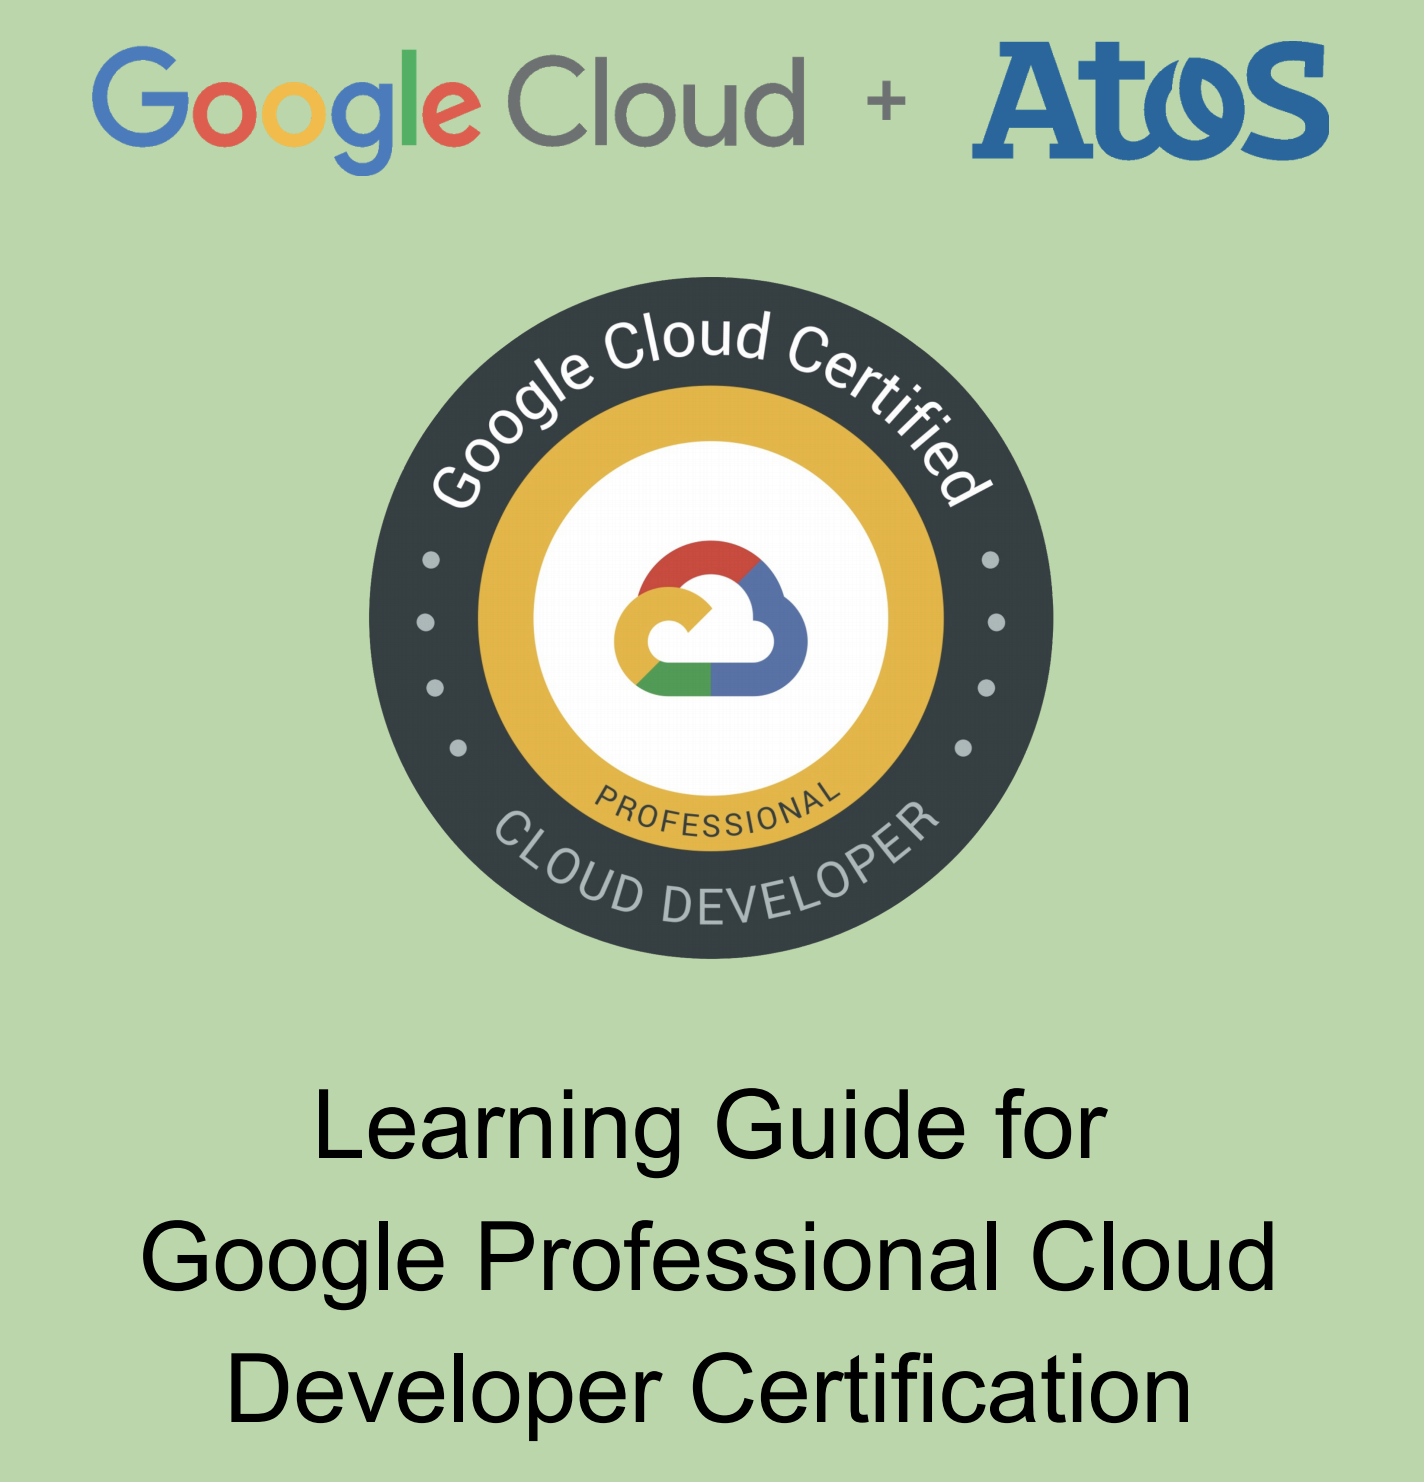 Google Cloud + Atos
Google Cloud Certified
PROFESSIONAL
CLOUD DEVELOPER
Learning Guide for
Google Professional Cloud
Developer Certification